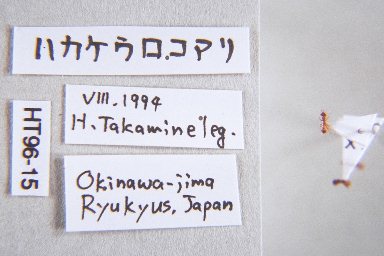 ハカケウロコアリ
VIII. 1994
H. Takamine leg.
HT96-15
Okinawa-jima
Ryukyus, Japan